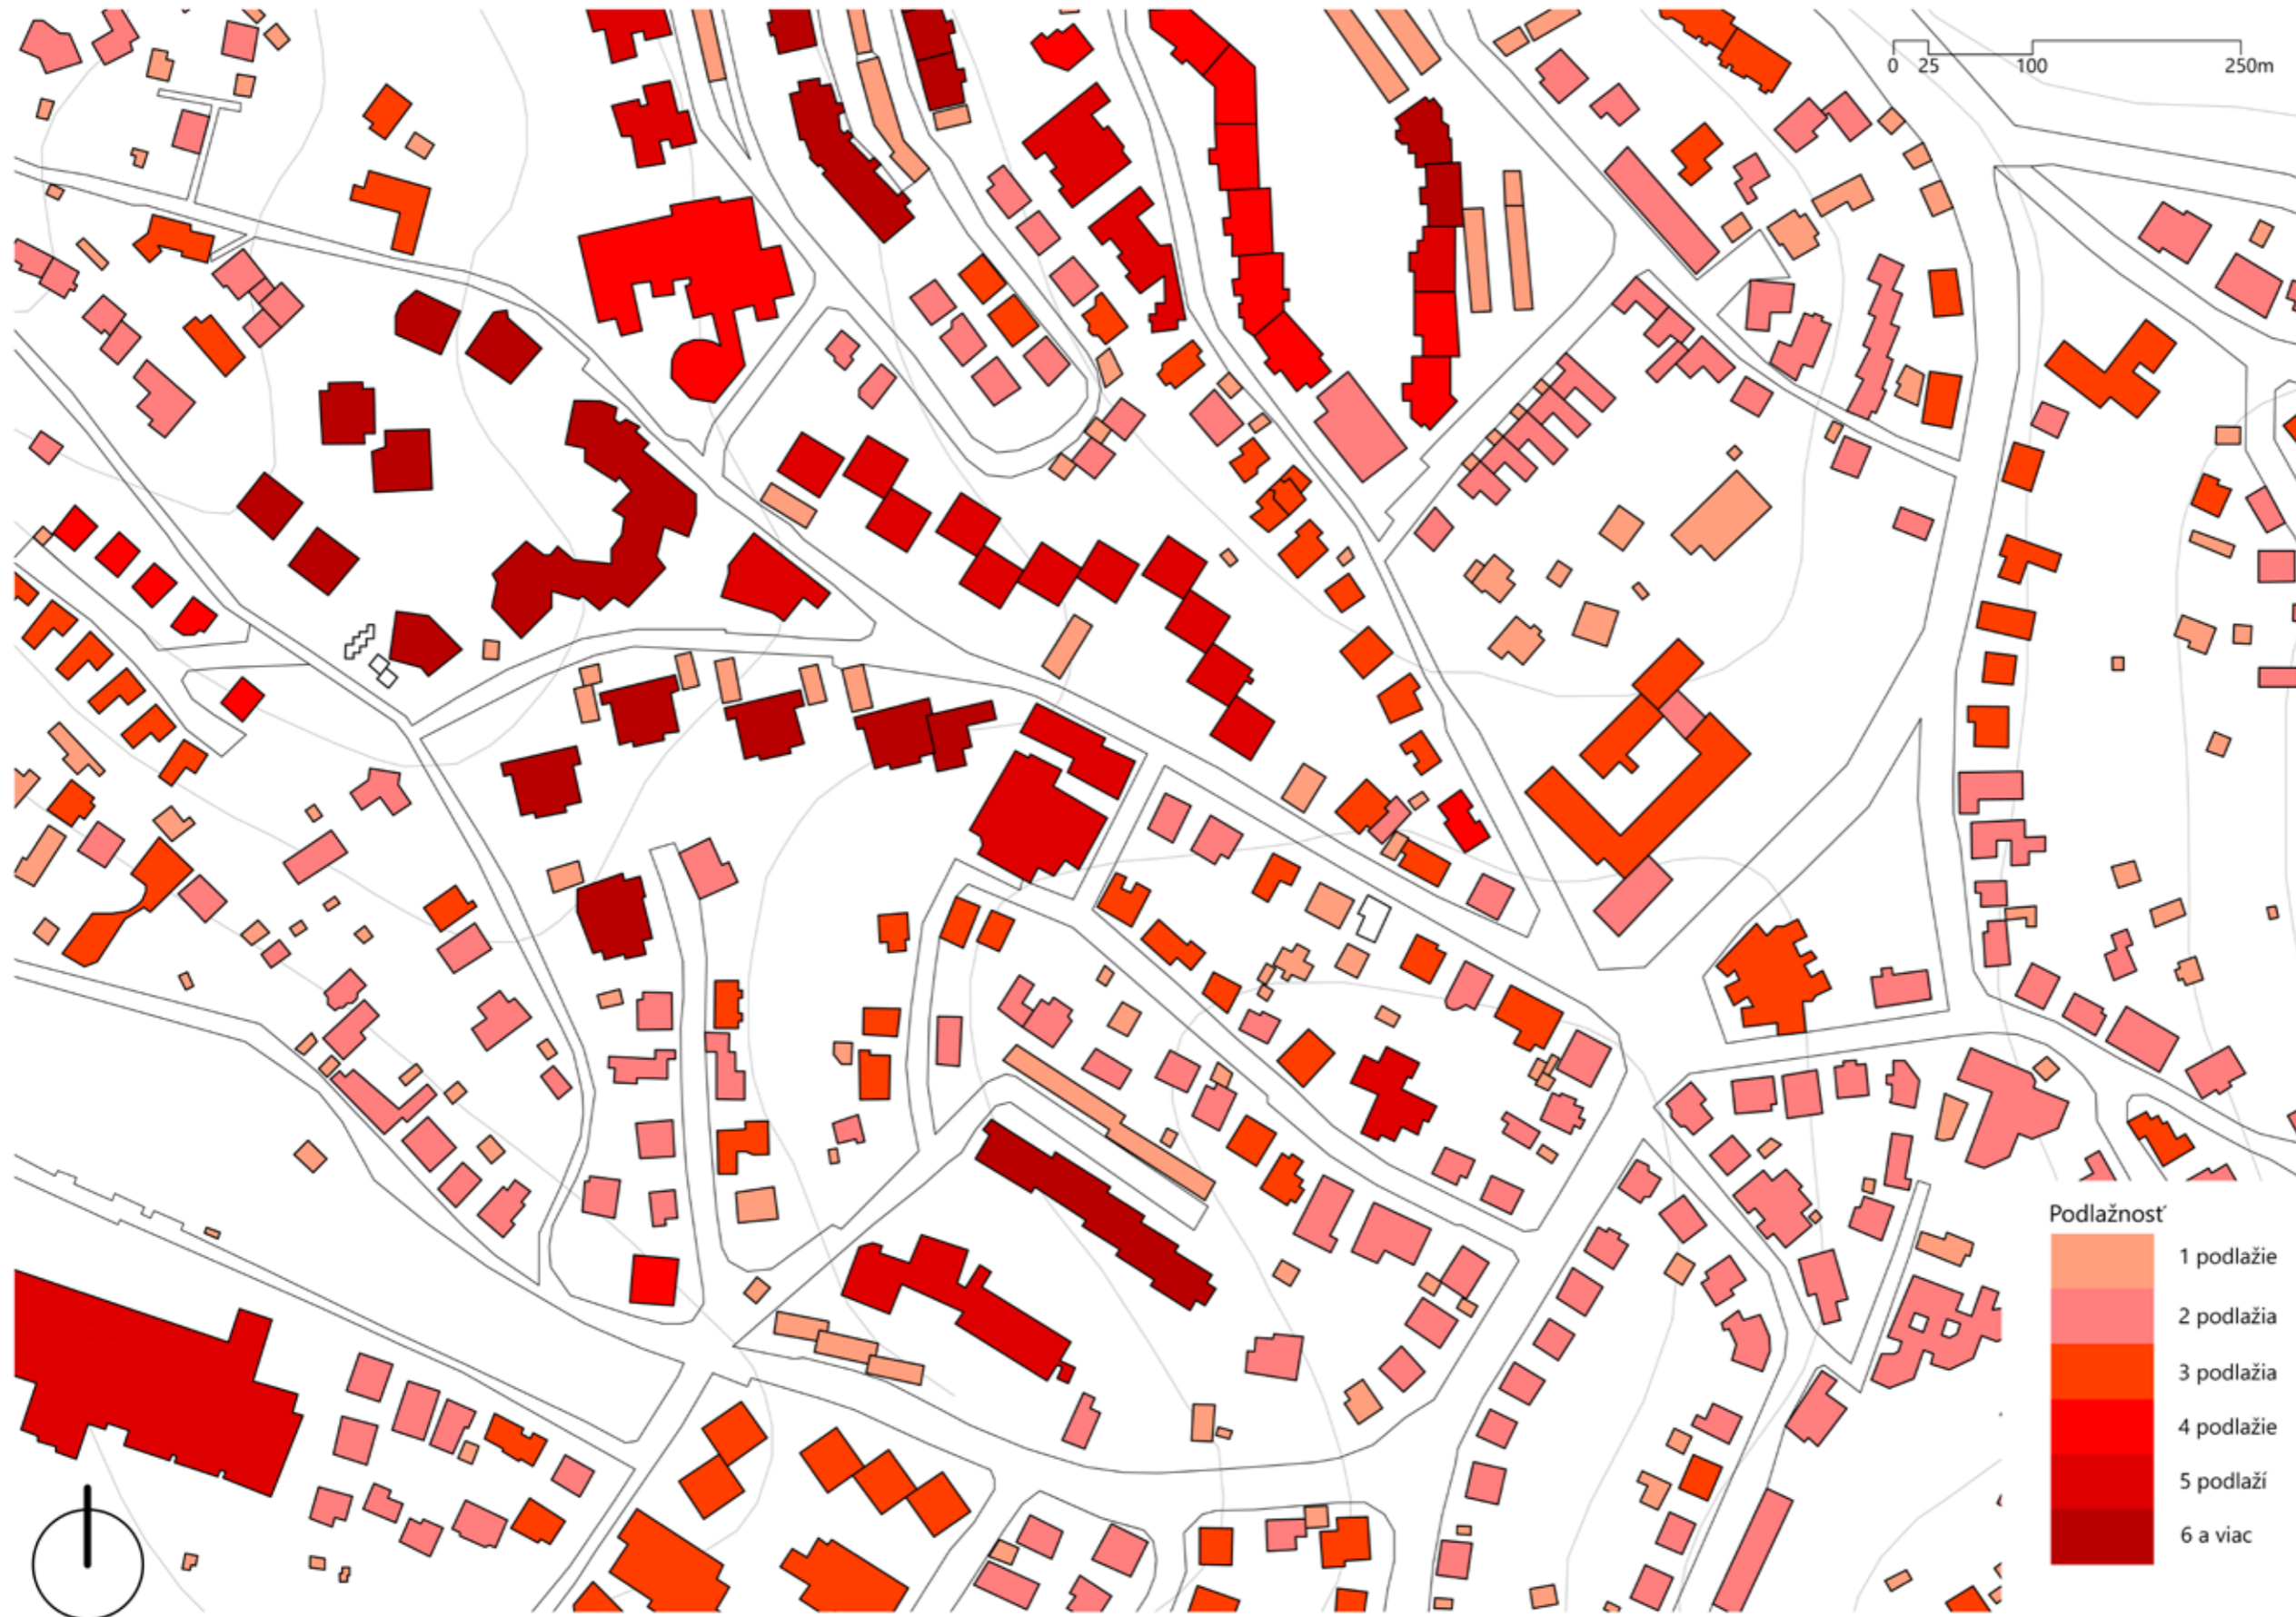 0 25 100 250m
Podlažnosť
1 podlažie
2 podlažia
3 podlažia
4 podlažie
5 podlaží
6 a viac